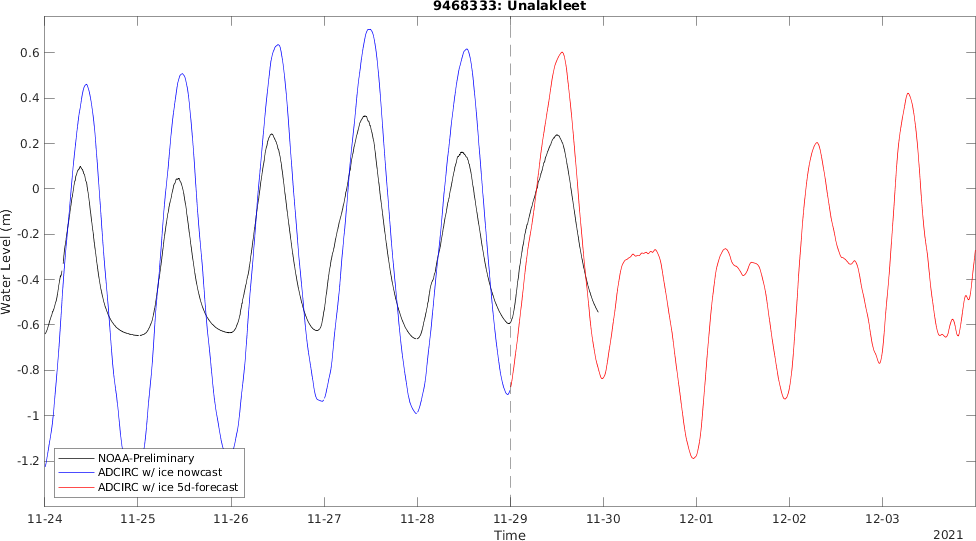 9468333: Unalakleet
Water Level (m)
0.6
0.4
0.2
0
-0.2
-0.4
-0.6
-0.8
-1
-1.2
NOAA-Preliminary
ADCIRC w/ ice nowcast
ADCIRC w/ ice 5d-forecast
11-24 11-25 11-26 11-27 11-28 11-29 11-30 12-01 12-02 12-03
Time
2021